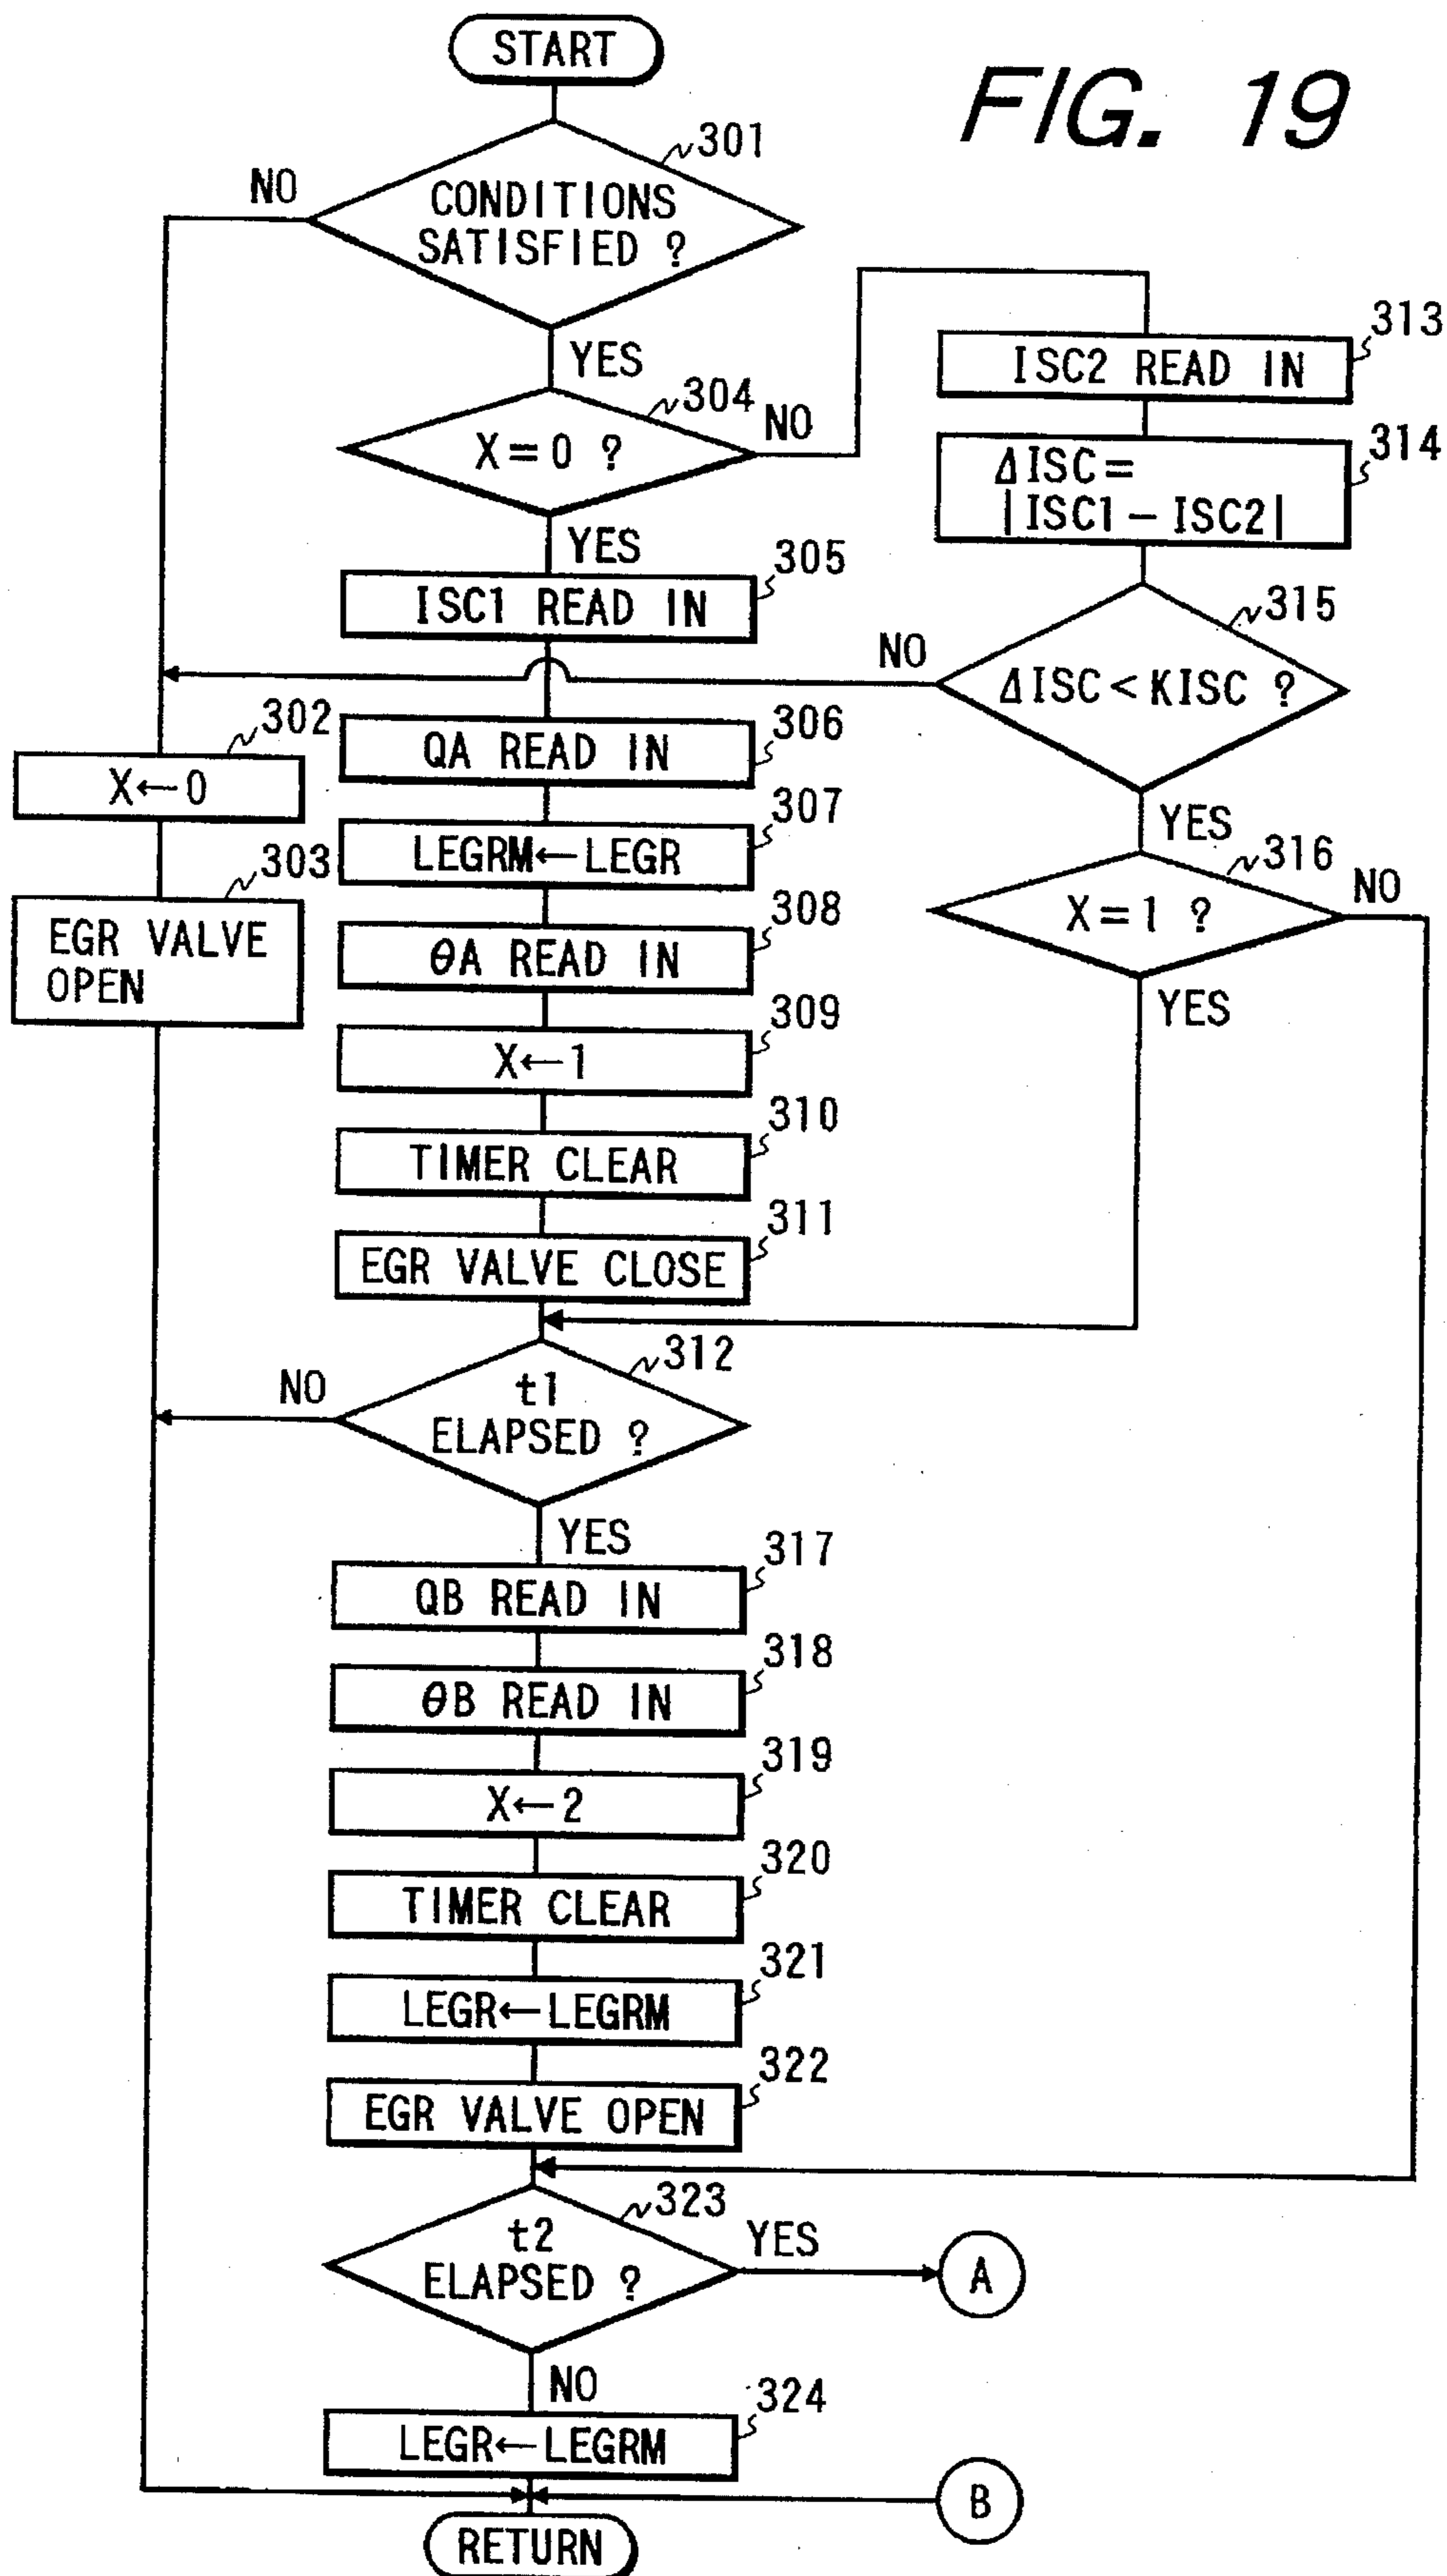 START
FIG. 19
301
NO
CONDITIONS
SATISFIED ?
YES
304
X=0 ?
NO
YES
313
ISC2 READ IN
314
ΔISC=
|ISC1-ISC2|
305
ISC1 READ IN
315
NO
ΔISC<KISC ?
YES
302
X←0
303
EGR VALVE
OPEN
306
QA READ IN
307
LEGRM←LEGR
308
θA READ IN
309
X←1
310
TIMER CLEAR
311
EGR VALVE CLOSE
316
X=1 ?
NO
YES
312
NO
t1
ELAPSED ?
YES
317
QB READ IN
318
θB READ IN
319
X←2
320
TIMER CLEAR
321
LEGR←LEGRM
322
EGR VALVE OPEN
323
t2
ELAPSED ?
YES
A
NO
324
LEGR←LEGRM
B
RETURN